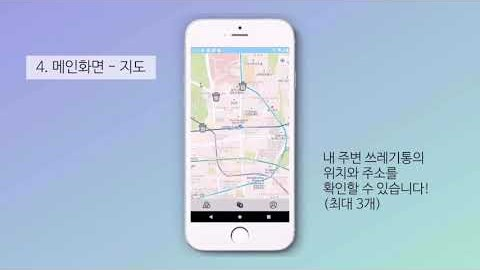 4. 메인화면 - 지도
내 주변 쓰레기통의
위치와 주소를
확인할 수 있습니다!
(최대 3개)